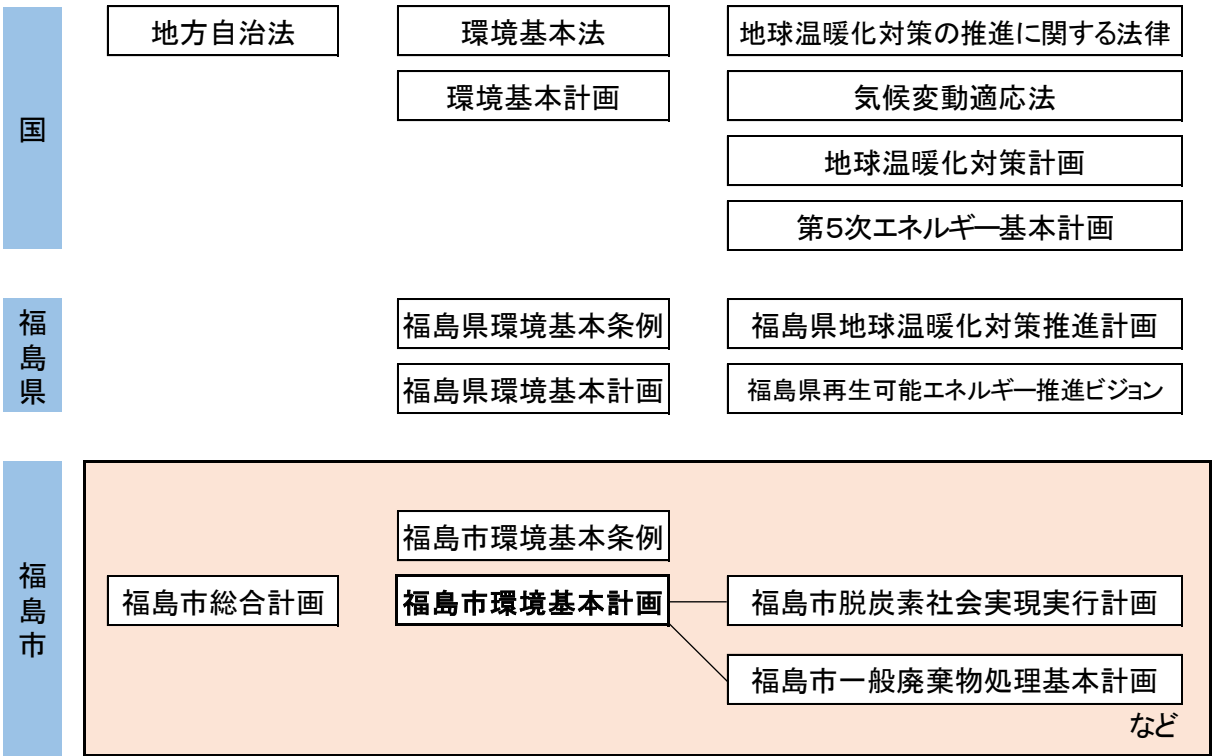 国
地方自治法
環境基本法
地球温暖化対策の推進に関する法律
環境基本計画
気候変動適応法
地球温暖化対策計画
第5次エネルギー基本計画
福島県
福島県環境基本条例
福島県地球温暖化対策推進計画
福島県環境基本計画
福島県再生可能エネルギー推進ビジョン
福島市
福島市環境基本条例
福島市総合計画
福島市環境基本計画
福島市脱炭素社会実現実行計画
福島市一般廃棄物処理基本計画
など